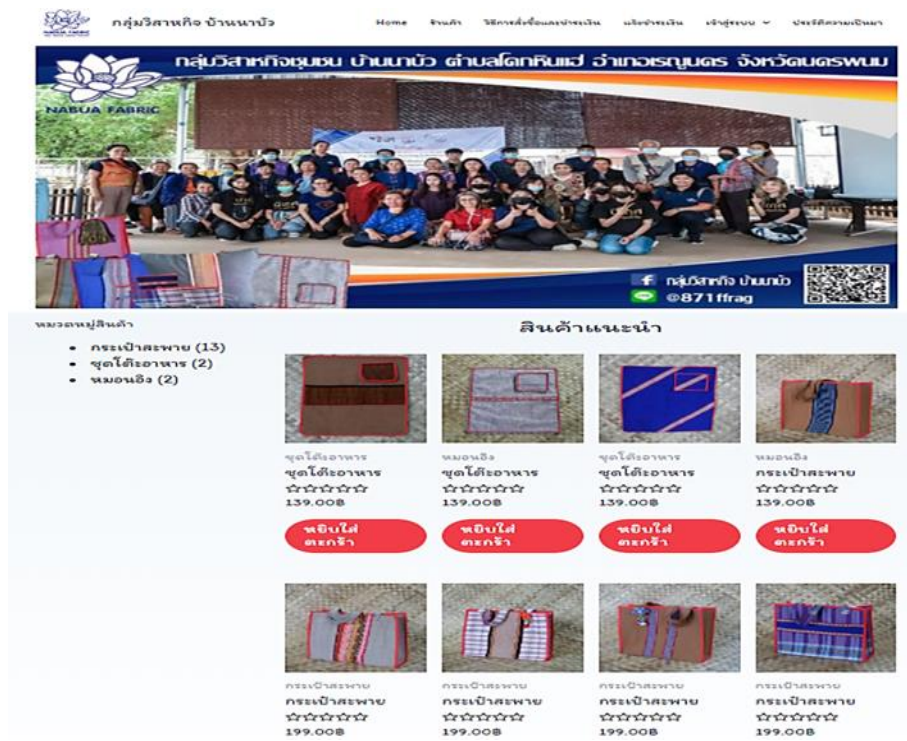 NABUA FABRIC
กลุ่มวิสาหกิจ บ้านนาบัว
Home ร้านค้า วิธีการสั่งซื้อและชำระเงิน แจ้งชำระเงิน เข้าสู่ระบบ ประวัติความเป็นมา
กลุ่มวิสาหกิจชุมชน บ้านนาบัว ตำบลโคกหินแฮ่ อำเภอเรณูนคร จังหวัดนครพนม
NABUA FABRIC
กลุ่มวิสาหกิจ บ้านนาบัว
@871ffrag
หมวดหมู่สินค้า
กระเป๋าสะพาย (13)
ชุดโต๊ะอาหาร (2)
หมอนอิง (2)
สินค้าแนะนำ
ชุดโต๊ะอาหาร หมอนอิง ชุดโต๊ะอาหาร หมอนอิง
ชุดโต๊ะอาหาร ชุดโต๊ะอาหาร ชุดโต๊ะอาหาร กระเป๋าสะพาย
139.00฿ 139.00฿ 139.00฿ 139.00฿
หยิบใส่ หยิบใส่ หยิบใส่ หยิบใส่
ตะกร้า ตะกร้า ตะกร้า ตะกร้า
กระเป๋าสะพาย กระเป๋าสะพาย กระเป๋าสะพาย กระเป๋าสะพาย
กระเป๋าสะพาย กระเป๋าสะพาย กระเป๋าสะพาย กระเป๋าสะพาย
199.00฿ 199.00฿ 199.00฿ 199.00฿